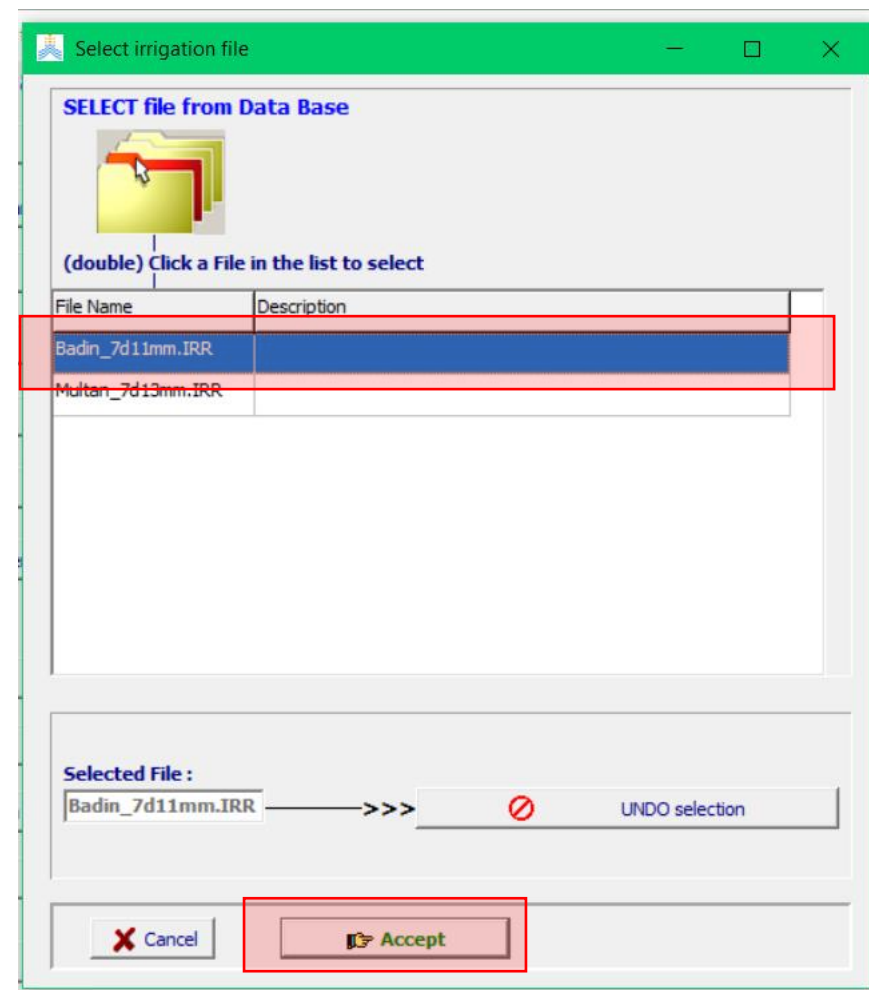 Select irrigation file
SELECT file from Data Base
(double) Click a File in the list to select
File Name Description
Badin_7d11mm.IRR
Multan_7d13mm.IRR
Selected File :
Badin_7d11mm.IRR >>> UNDO selection
Cancel Accept